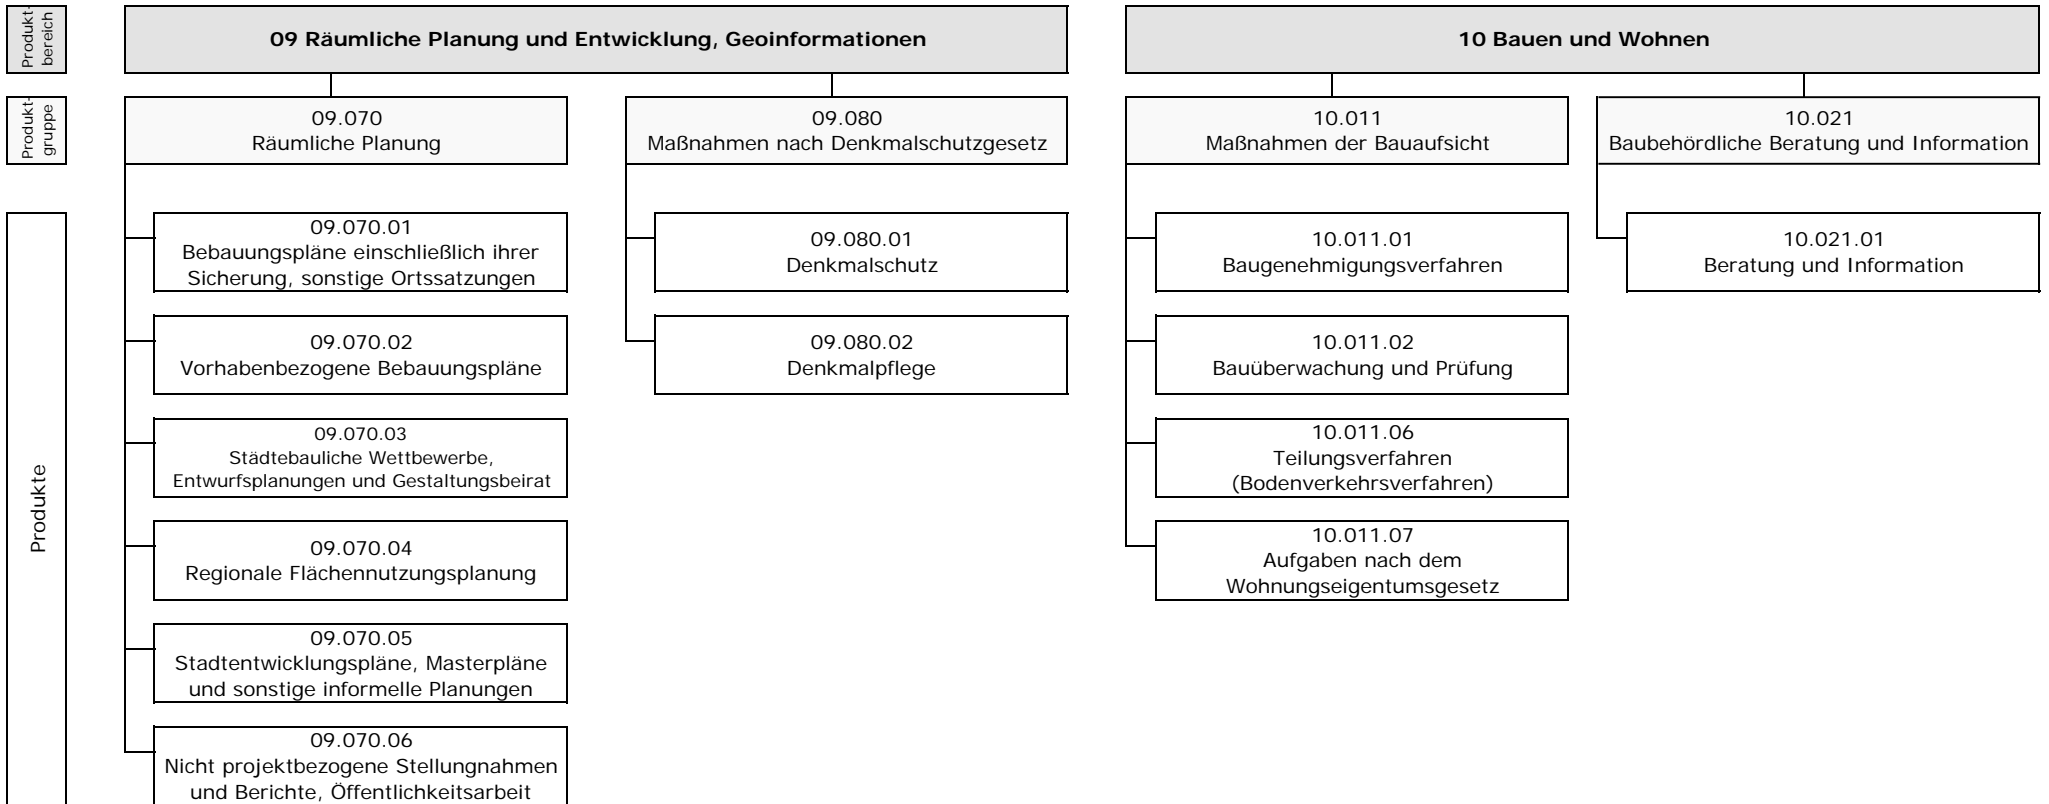 Produkt-
bereich
09 Räumliche Planung und Entwicklung, Geoinformationen
10 Bauen und Wohnen
Produkt-
gruppe
09.070
Räumliche Planung
09.080
Maßnahmen nach Denkmalschutzgesetz
10.011
Maßnahmen der Bauaufsicht
10.021
Baubehördliche Beratung und Information
Produkte
09.070.01
Bebauungspläne einschließlich ihrer
Sicherung, sonstige Ortssatzungen
09.070.02
Vorhabenbezogene Bebauungspläne
09.070.03
Städtebauliche Wettbewerbe,
Entwurfsplanungen und Gestaltungsbeirat
09.070.04
Regionale Flächennutzungsplanung
09.070.05
Stadtentwicklungspläne, Masterpläne
und sonstige informelle Planungen
09.070.06
Nicht projektbezogene Stellungnahmen
und Berichte, Öffentlichkeitsarbeit
09.080.01
Denkmalschutz
09.080.02
Denkmalpflege
10.011.01
Baugenehmigungsverfahren
10.011.02
Bauüberwachung und Prüfung
10.011.06
Teilungsverfahren
(Bodenverkehrsverfahren)
10.011.07
Aufgaben nach dem
Wohnungseigentumsgesetz
10.021.01
Beratung und Information